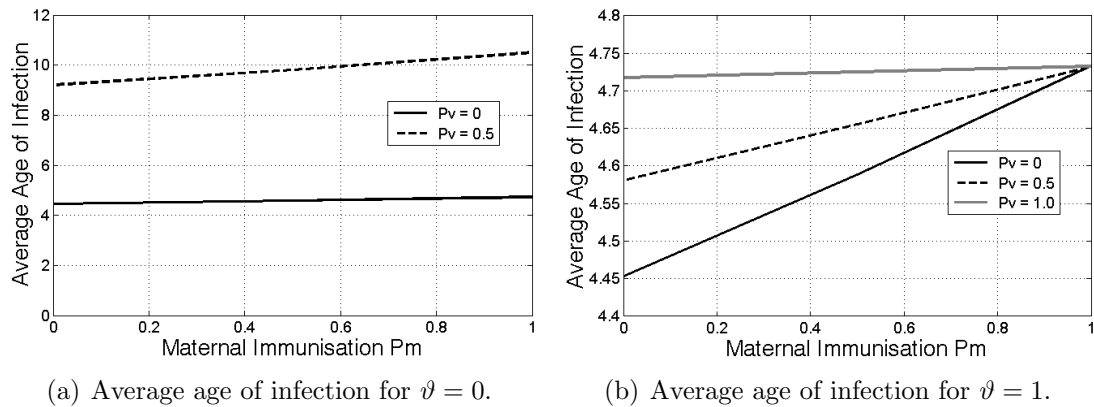 12
10
8
6
4
2
0
Average Age of Infection
Pv = 0
Pv = 0.5
0 0.2 0.4 0.6 0.8 1
Maternal Immunisation Pm
(a) Average age of infection for ϑ = 0.
4.8
4.75
4.7
4.65
4.6
4.55
4.5
4.45
4.4
Average Age of Infection
Pv = 0
Pv = 0.5
Pv = 1.0
0 0.2 0.4 0.6 0.8 1
Maternal Immunisation Pm
(b) Average age of infection for ϑ = 1.